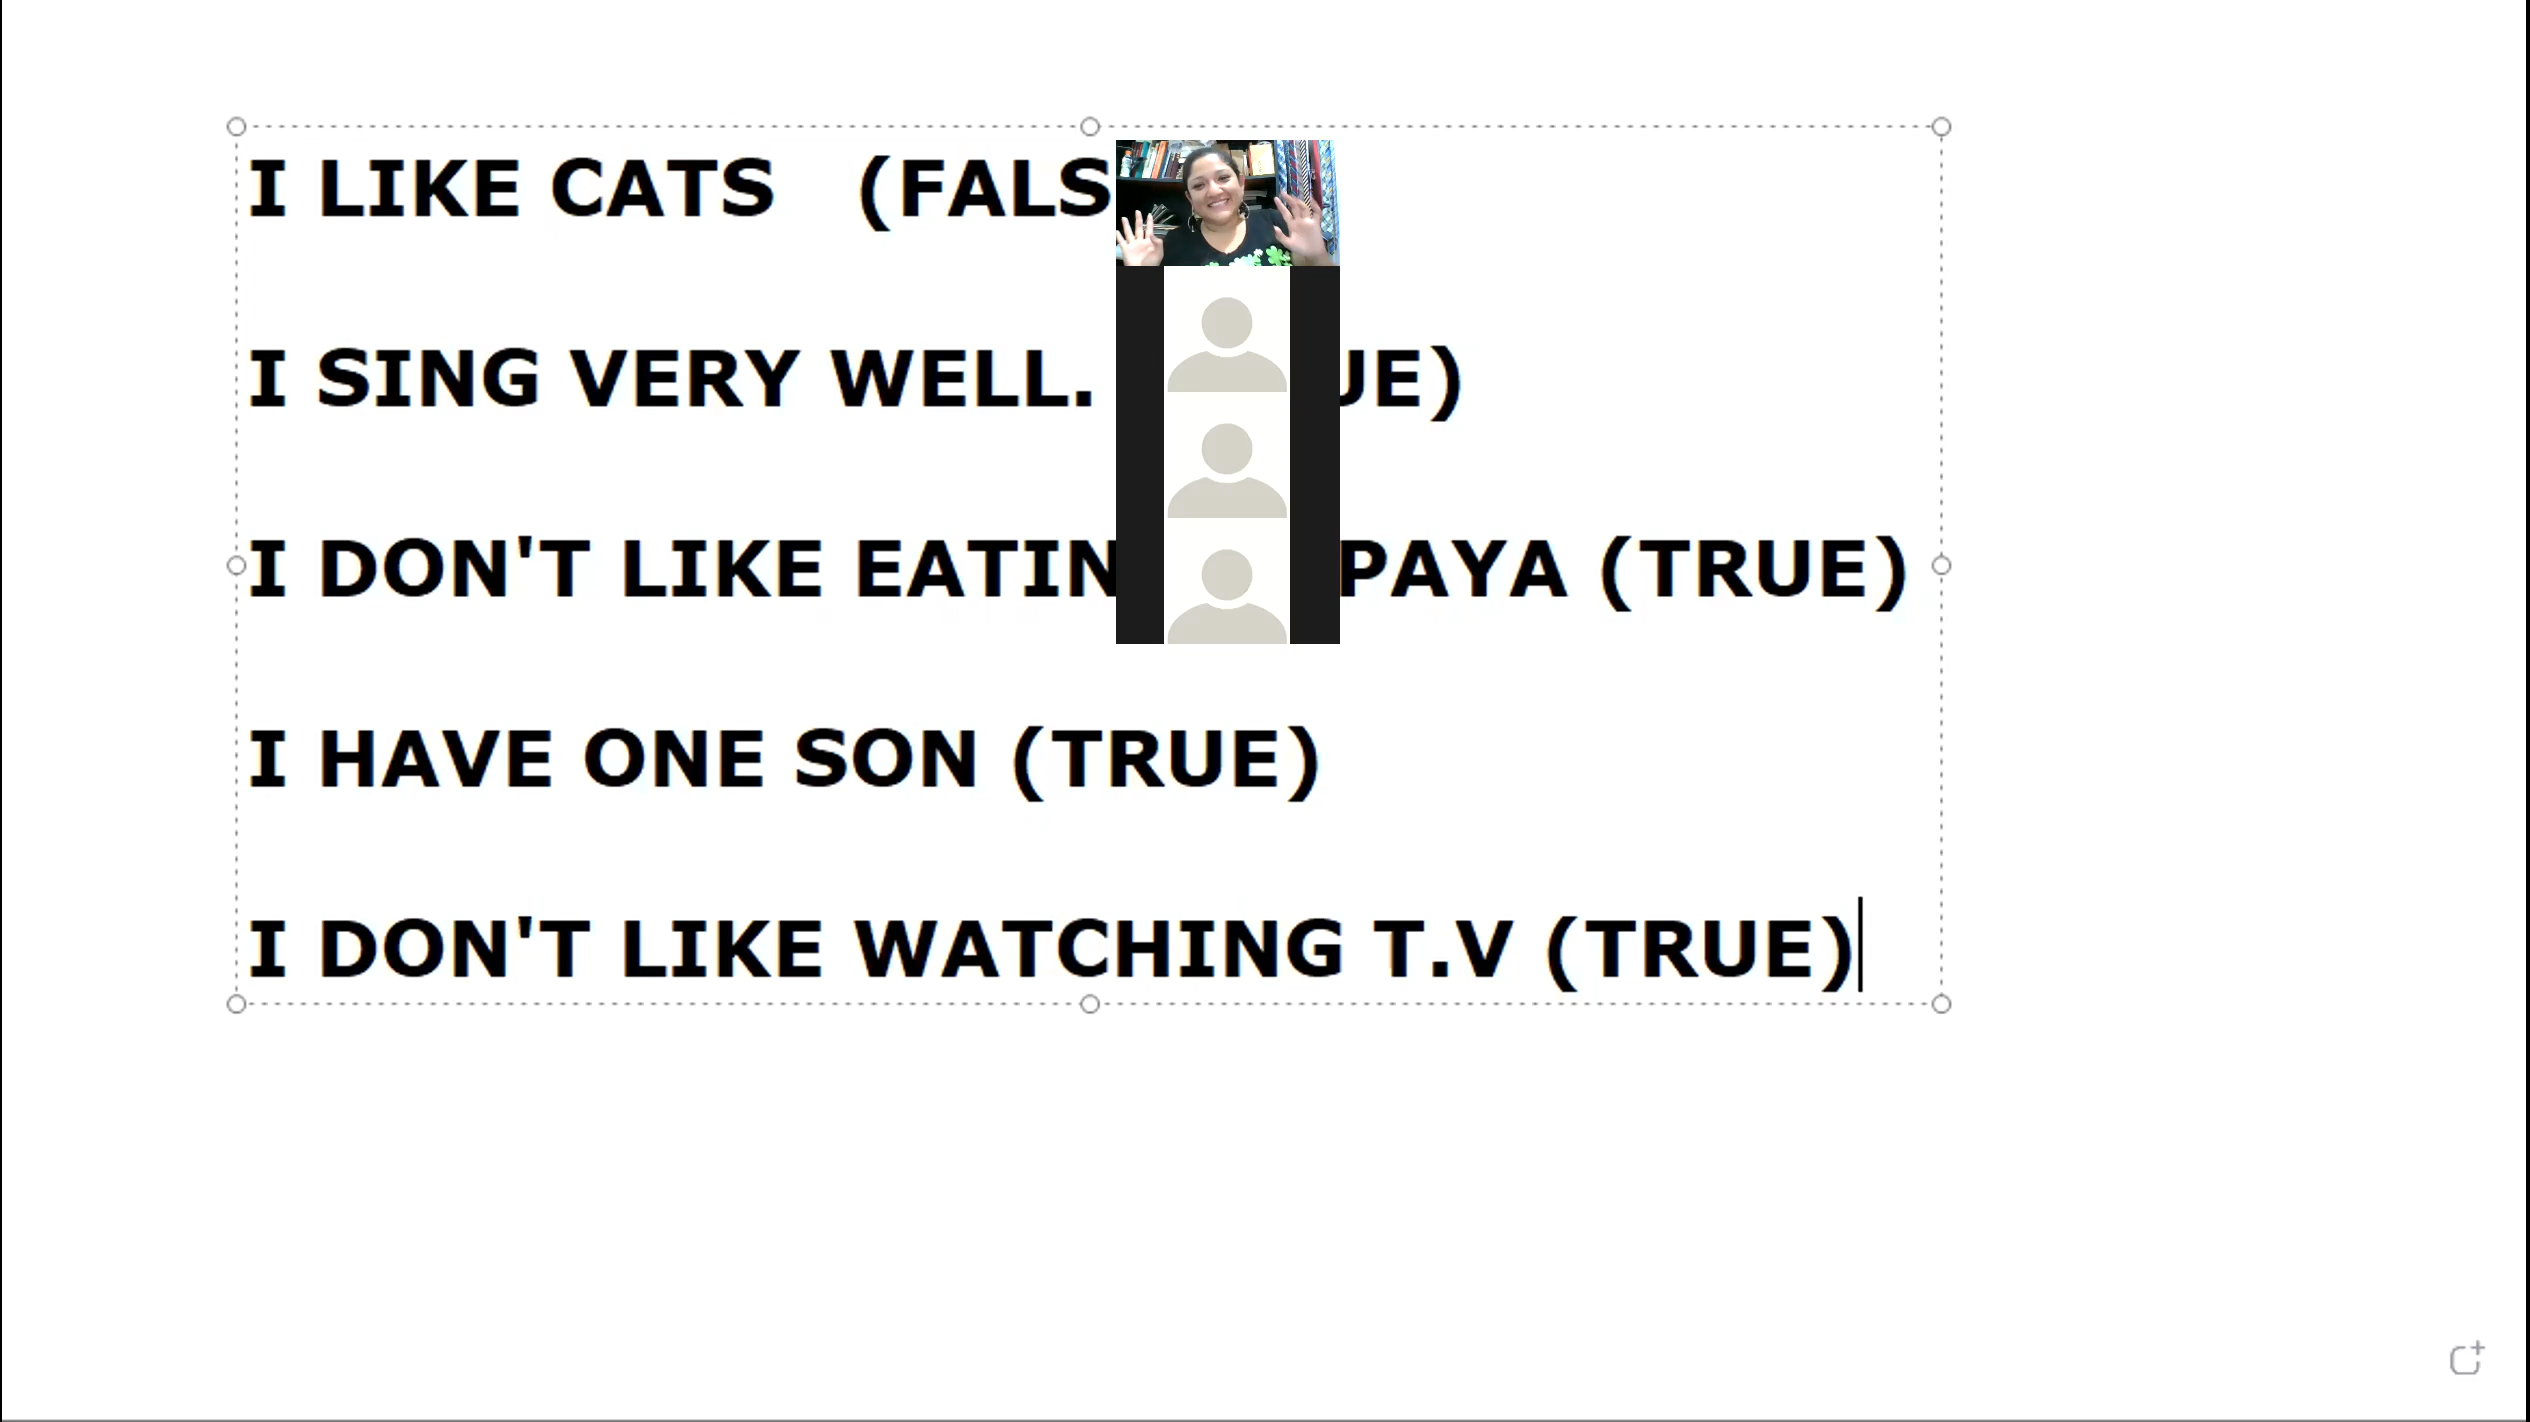 I LIKE CATS (FALS
I SING VERY WELL. UE)
I DON'T LIKE EATIN PAYA (TRUE)
I HAVE ONE SON (TRUE)
I DON'T LIKE WATCHING T.V (TRUE)